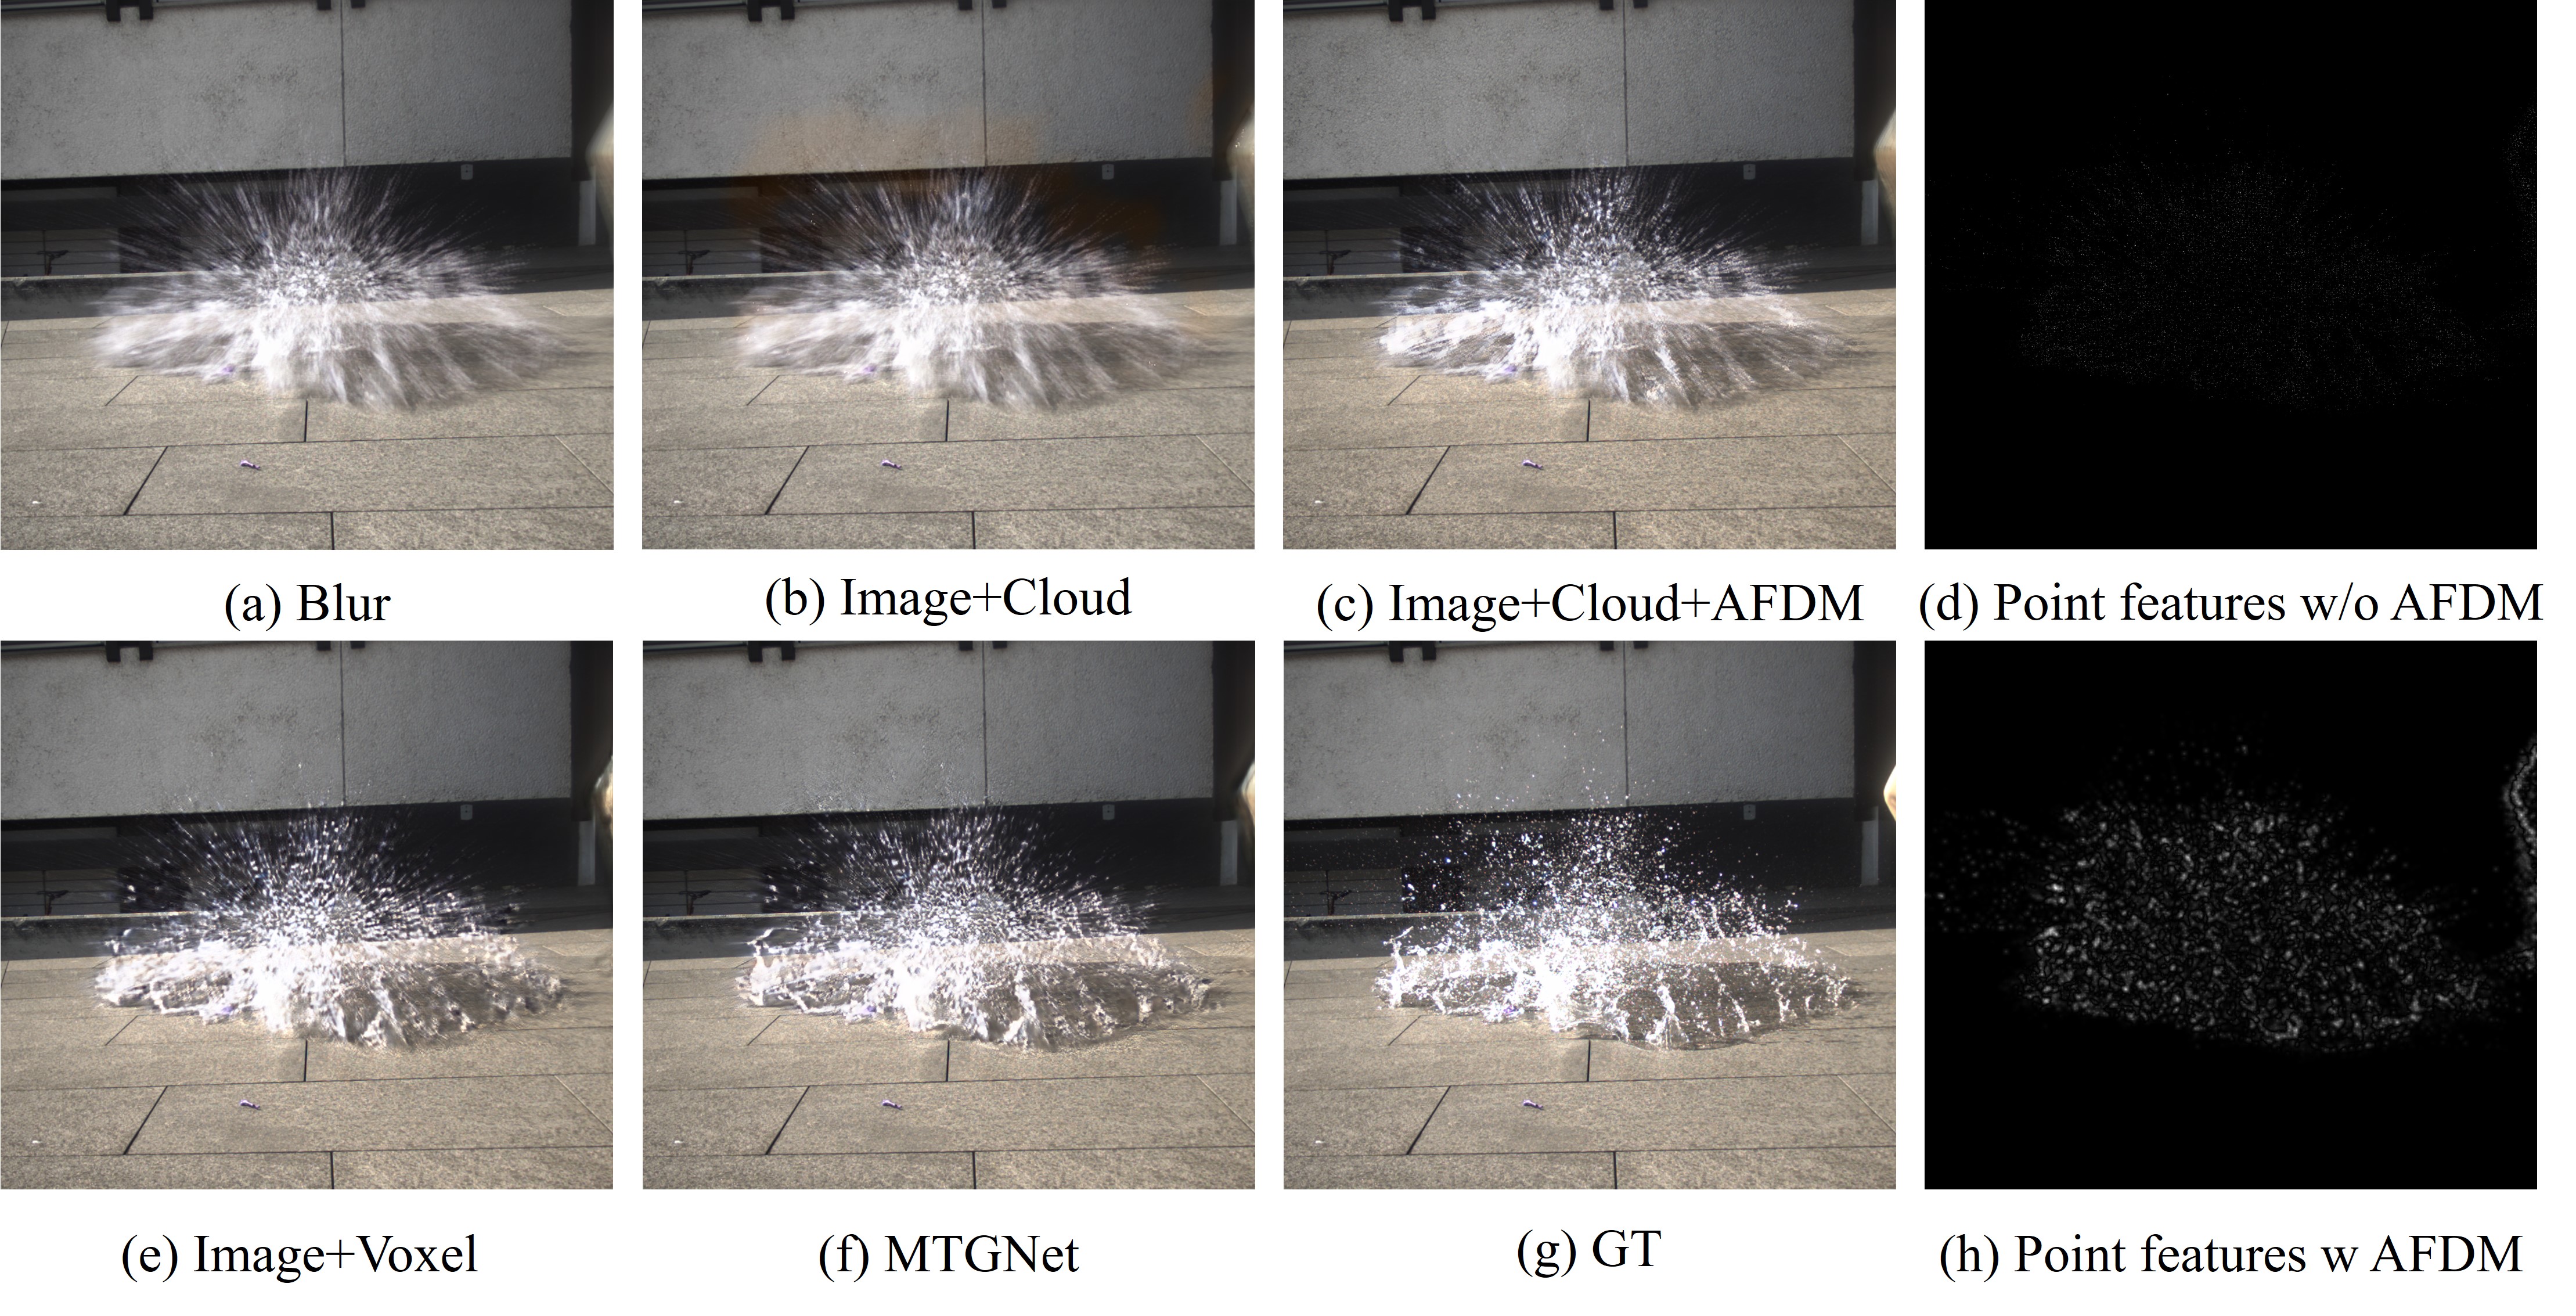 (a) Blur
(b) Image+Cloud
(c) Image+Cloud+AFDM
(d) Point features w/o AFDM
(e) Image+Voxel
(f) MTGNet
(g) GT
(h) Point features w AFDM